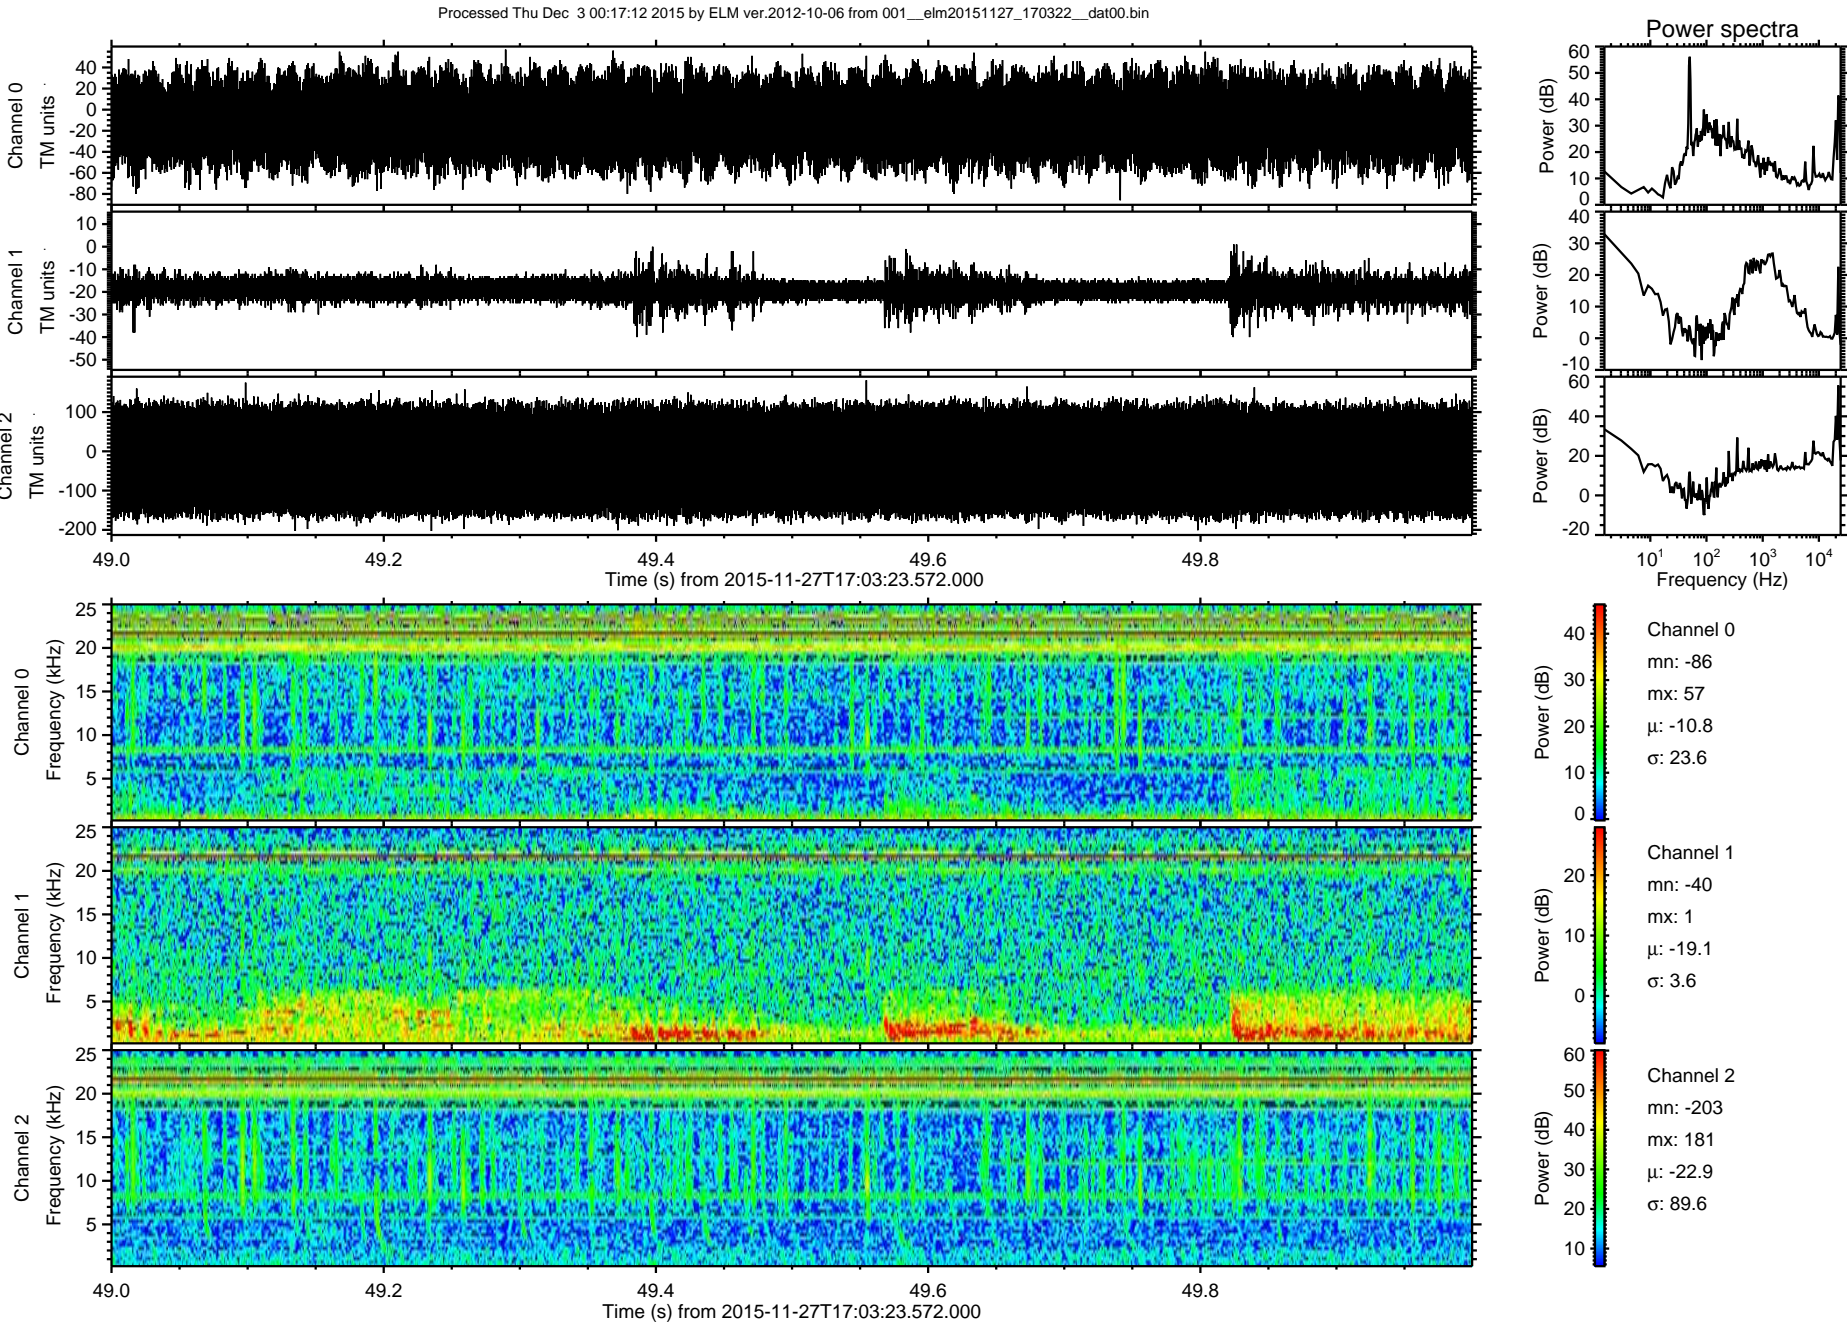 Processed Thu Dec  3 00:17:12 2015 by ELM ver.2012-10-06 from 001__elm20151127_170322__dat00.bin
Power spectra
Channel 0
TM units
40
20
0
-20
-40
-60
-80
Power (dB)
60
50
40
30
20
10
0
Channel 1
TM units
10
0
-10
-20
-30
-40
-50
Power (dB)
40
30
20
10
0
-10
Channel 2
TM units
100
0
-100
-200
Power (dB)
60
40
20
0
-20
49.0 49.2 49.4 49.6 49.8
Time (s) from 2015-11-27T17:03:23.572.000
10^1 10^2 10^3 10^4
Frequency (Hz)
Channel 0
Frequency (kHz)
25
20
15
10
5
Power (dB)
40
30
20
10
0
Channel 0
mn: -86
mx: 57
μ: -10.8
σ: 23.6
Channel 1
Frequency (kHz)
25
20
15
10
5
Power (dB)
20
10
0
Channel 1
mn: -40
mx: 1
μ: -19.1
σ: 3.6
Channel 2
Frequency (kHz)
25
20
15
10
5
Power (dB)
60
50
40
30
20
10
Channel 2
mn: -203
mx: 181
μ: -22.9
σ: 89.6
49.0 49.2 49.4 49.6 49.8
Time (s) from 2015-11-27T17:03:23.572.000